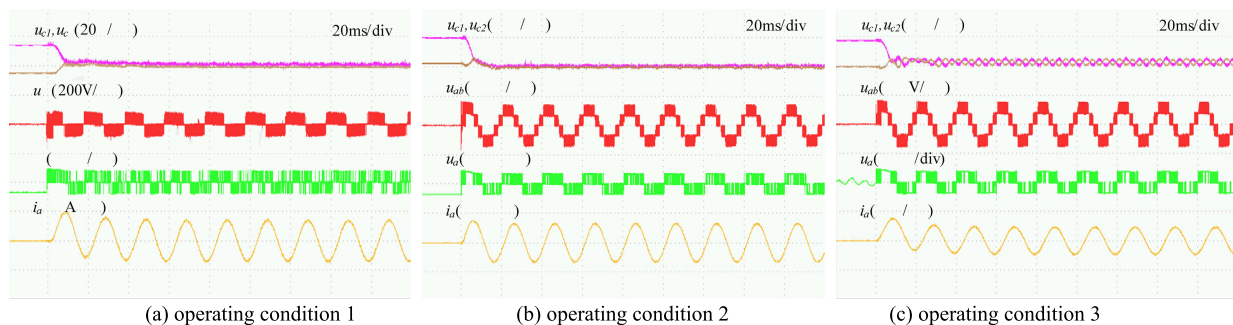 uc1,uc (20 / )
20ms/div
u (200V/ )
( / )
ia A )
(a) operating condition 1
uc1,uc2( / )
20ms/div
uab( / )
ua( )
ia( )
(b) operating condition 2
uc1,uc2( / )
20ms/div
uab( V/ )
ua( /div)
ia( / )
(c) operating condition 3